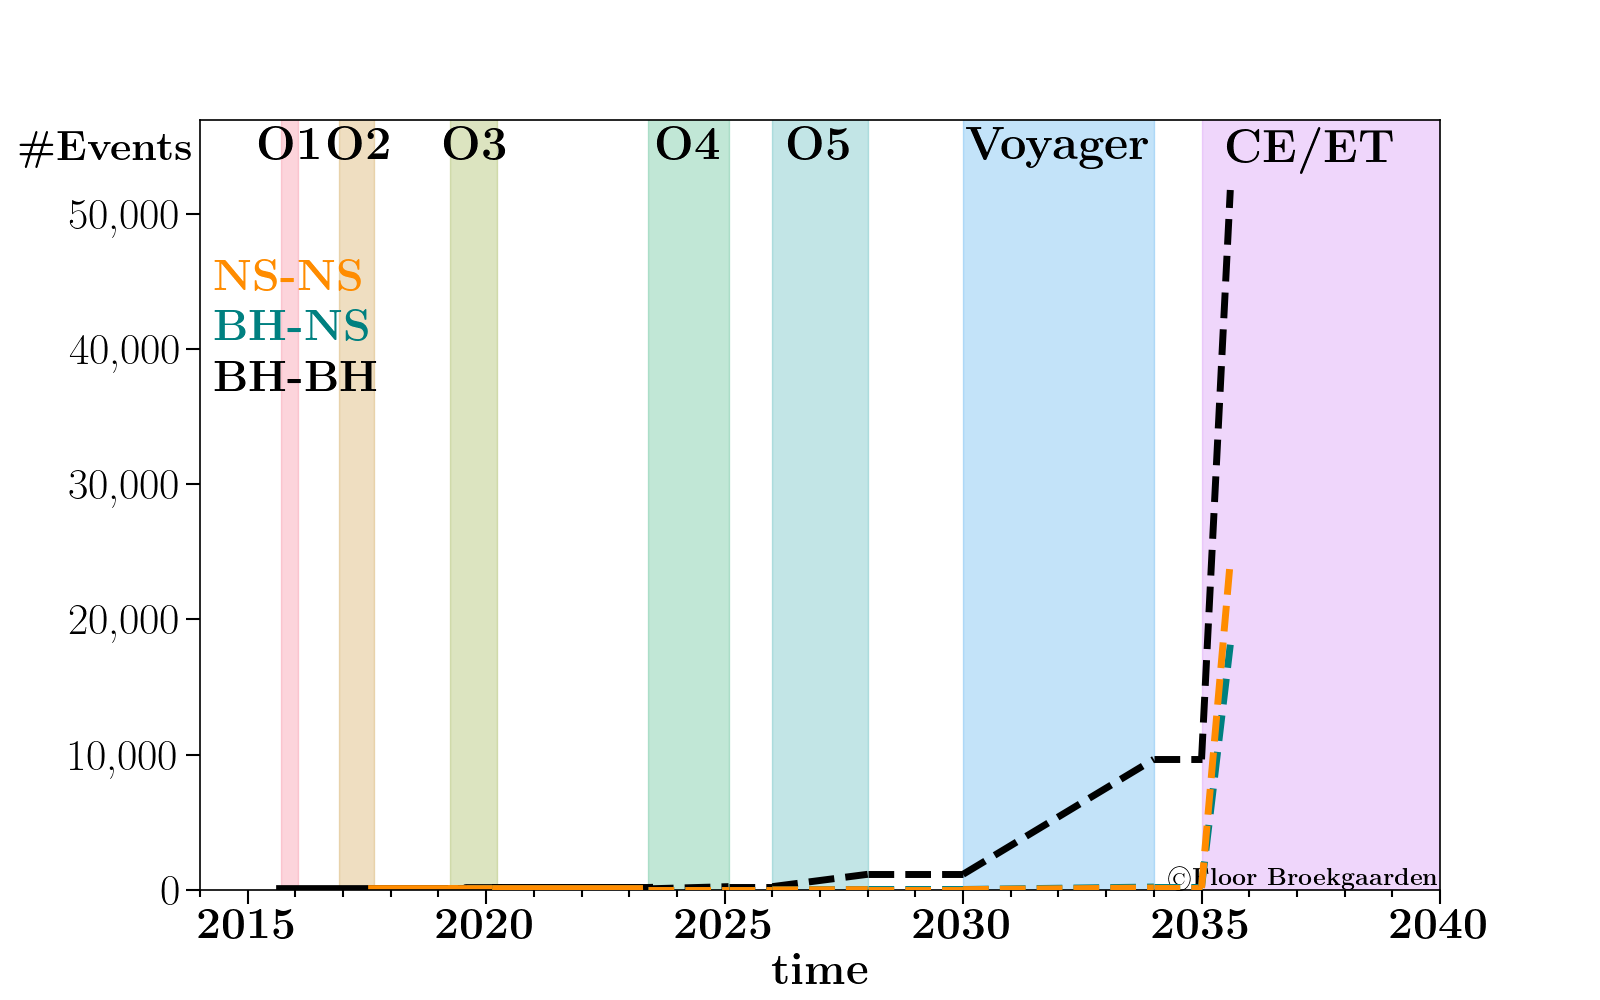 #Events
O1 O2 O3 O4 O5 Voyager CE/ET
50,000
NS-NS
BH-NS
40,000
BH-BH
30,000
20,000
10,000
©Floor Broekgaarden
0
2015 2020 2025 2030 2035 2040
time